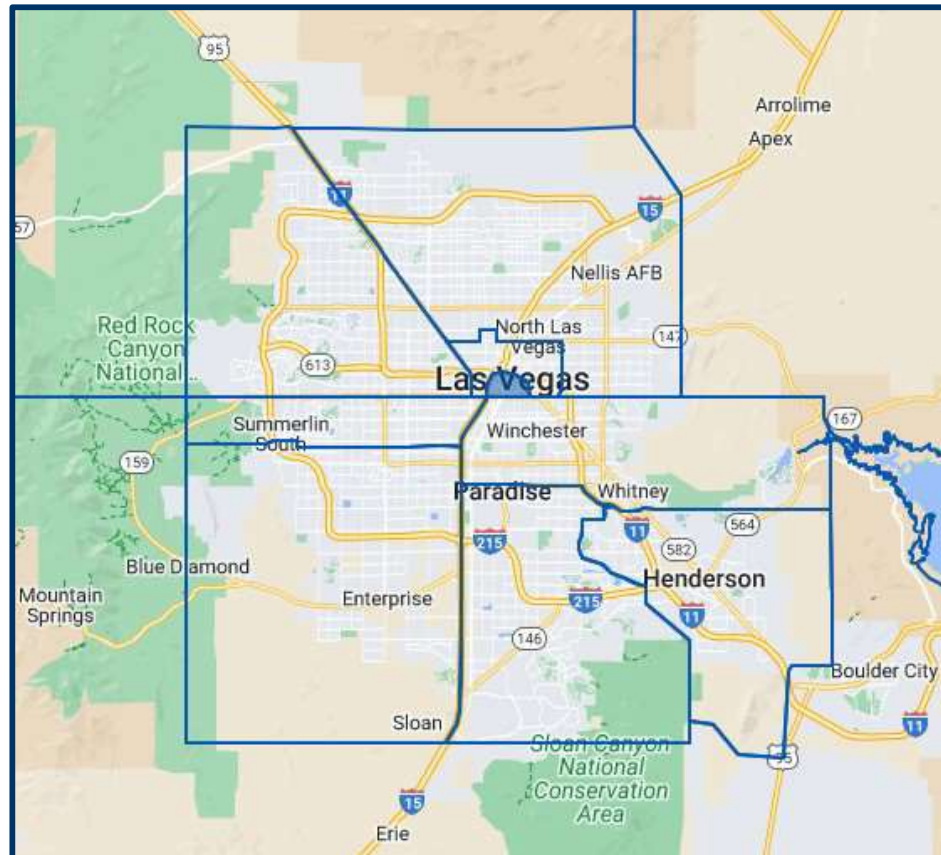 95
Arrolime
Apex
11
15
57
Nellis AFB
Red Rock
Canyon
National...
North Las
Vegas
147
613
Las Vegas
Summerlin
South
Winchester
167
159
Paradise
Whitney
11
564
215
582
Blue Diamond
Henderson
Mountain
Springs
Enterprise
215
11
146
Boulder City
Sloan
11
Sloan Canyon
National
Conservation
Area
95
15
Erie